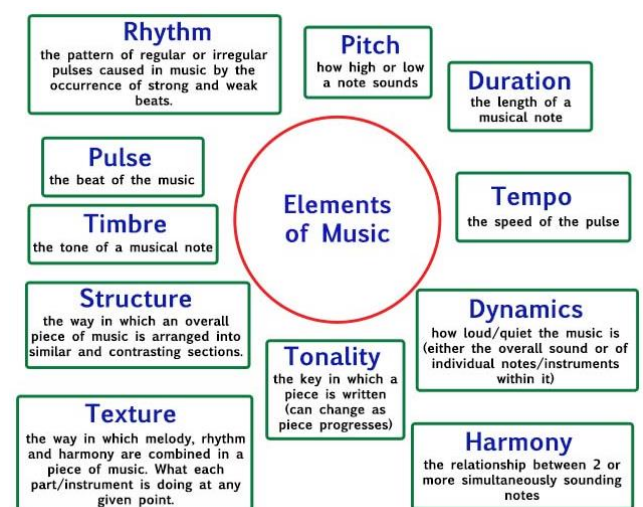 Rhythm
the pattern of regular or irregular
pulses caused in music by the
occurrence of strong and weak
beats.
Pitch
how high or low
a note sounds
Duration
the length of a
musical note
Pulse
the beat of the music
Timbre
the tone of a musical note
Elements
of Music
Tempo
the speed of the pulse
Structure
the way in which an overall
piece of music is arranged into
similar and contrasting sections.
Tonality
the key in which a
piece is written
(can change as
piece progresses)
Dynamics
how loud/quiet the music is
(either the overall sound or of
individual notes/instruments
within it)
Texture
the way in which melody, rhythm
and harmony are combined in a
piece of music. What each
part/instrument is doing at any
given point.
Harmony
the relationship between 2 or
more simultaneously sounding
notes